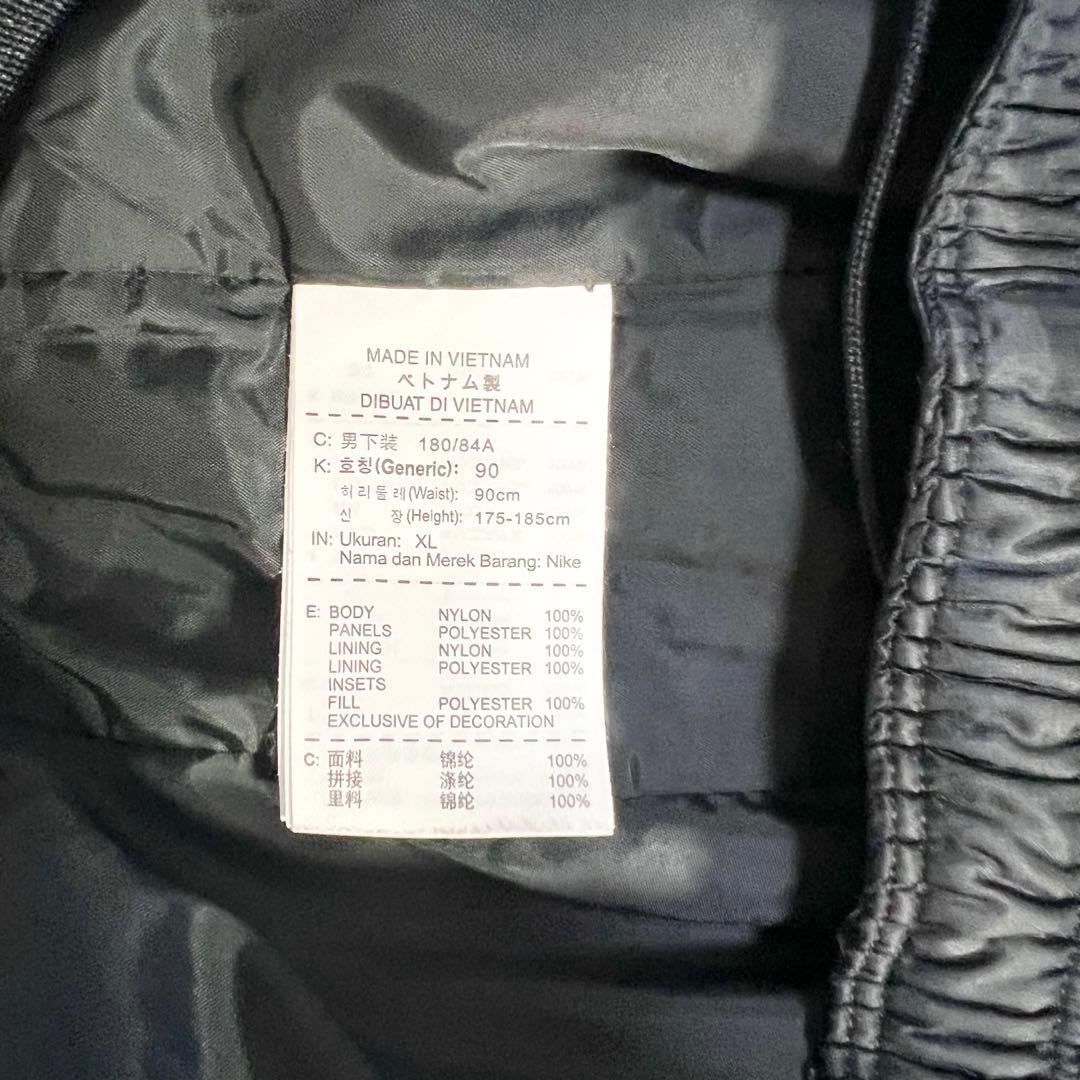 MADE IN VIETNAM
ベトナム製
DIBUAT DI VIETNAM
C: 男下装 180/84A
K: 호칭(Generic): 90
허리둘레(Waist): 90cm
신 장(Height): 175-185cm
IN: Ukuran: XL
Nama dan Merek Barang: Nike
E: BODY NYLON 100%
PANELS POLYESTER 100%
LINING NYLON 100%
LINING POLYESTER 100%
INSETS
FILL POLYESTER 100%
EXCLUSIVE OF DECORATION
C: 面料 锦纶 100%
拼接 涤纶 100%
里料 锦纶 100%